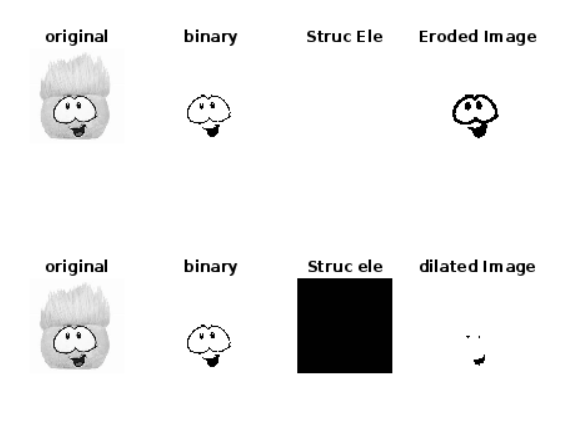 original binary Struc Ele Eroded Image
original binary Struc ele dilated Image